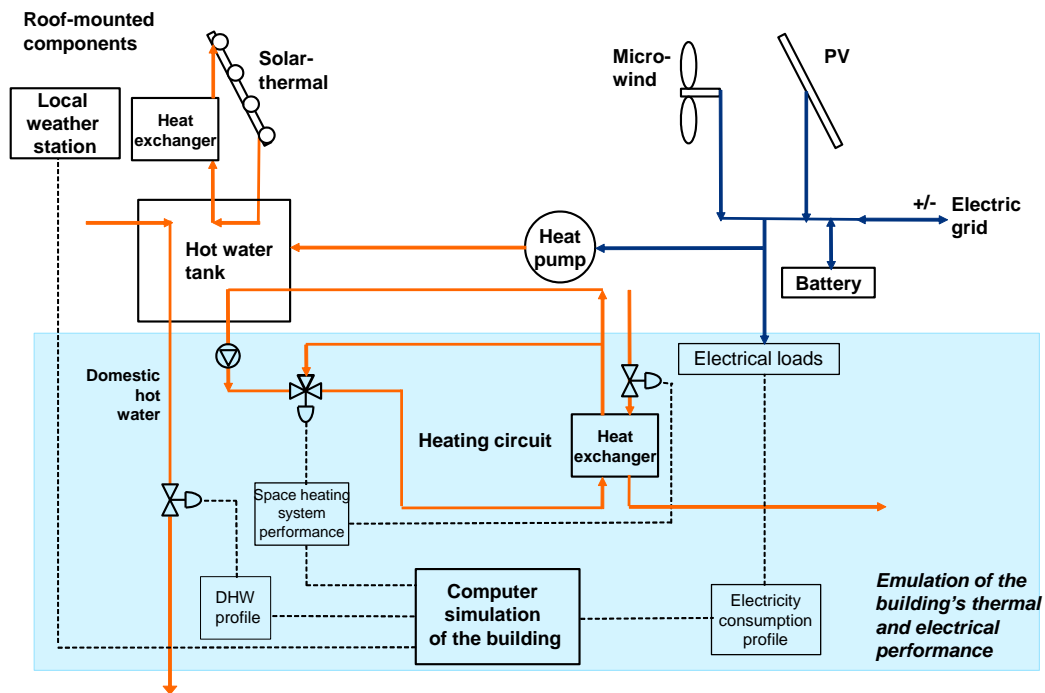 Roof-mounted
components
Solar-
thermal
Micro-
wind
PV
Local
weather
station
Heat
exchanger
+/-
Electric
grid
Hot water
tank
Heat
pump
Battery
Electrical loads
Domestic
hot
water
Heating circuit
Heat
exchanger
Space heating
system
performance
DHW
profile
Computer
simulation
of the building
Electricity
consumption
profile
Emulation of the
building’s thermal
and electrical
performance